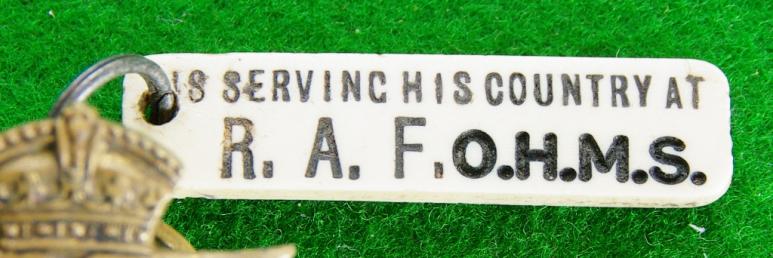 IS SERVING HIS COUNTRY AT
R. A. F. O.H.M.S.